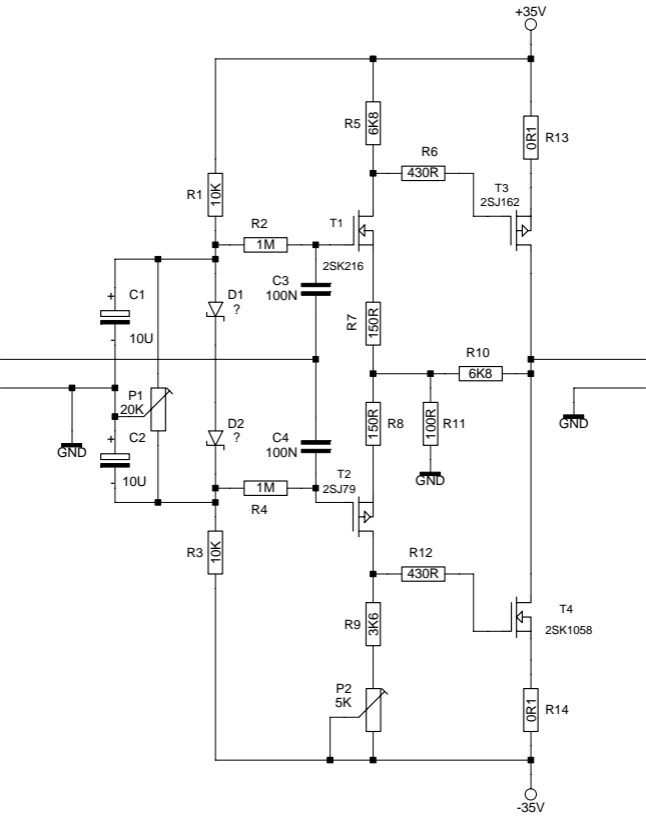 +35V
R5
6K8
R13
0R1
R6
430R
T3
2SJ162
R1
10K
R2
1M
T1
2SK216
C3
100N
+
C1
10U
-
D1
?
R7
150R
R10
6K8
P1
20K
GND
R8
150R
R11
100R
GND
GND
D2
?
C4
100N
+
C2
10U
-
T2
2SJ79
1M
R4
R3
10K
R12
430R
R9
3K6
T4
2SK1058
P2
5K
R14
0R1
-35V